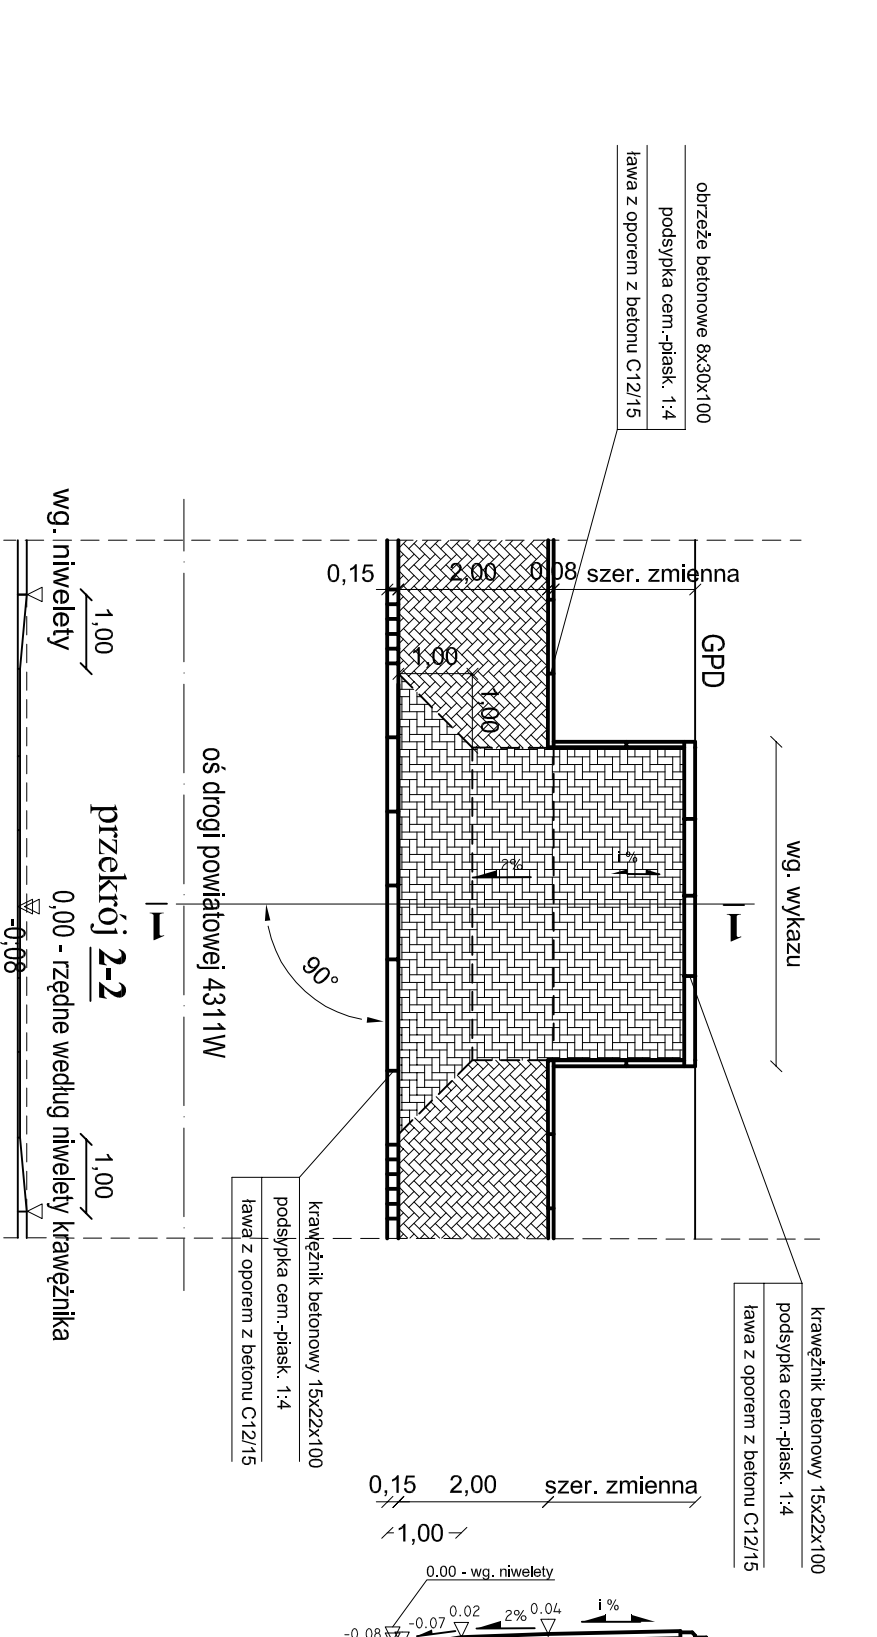 obrzeże betonowe 8x30x100
podsypka cem.-piask. 1:4
ława z oporem z betonu C12/15
0,15
2,00
0,08
szer. zmienna
GPD
1,00
1,00
wg. wykazu
2%
i %
1
1
90°
oś drogi powiatowej 4311W
krawężnik betonowy 15x22x100
podsypka cem.-piask. 1:4
ława z oporem z betonu C12/15
krawężnik betonowy 15x22x100
podsypka cem.-piask. 1:4
ława z oporem z betonu C12/15
przekrój 2-2
wg. niwelety
1,00
0,00 - rzędne według niwelety krawężnika
-0,08
1,00
0,15
2,00
szer. zmienna
1,00
0.00 - wg. niwelety
-0.08
-0.07
0.02
2%
0.04
i %